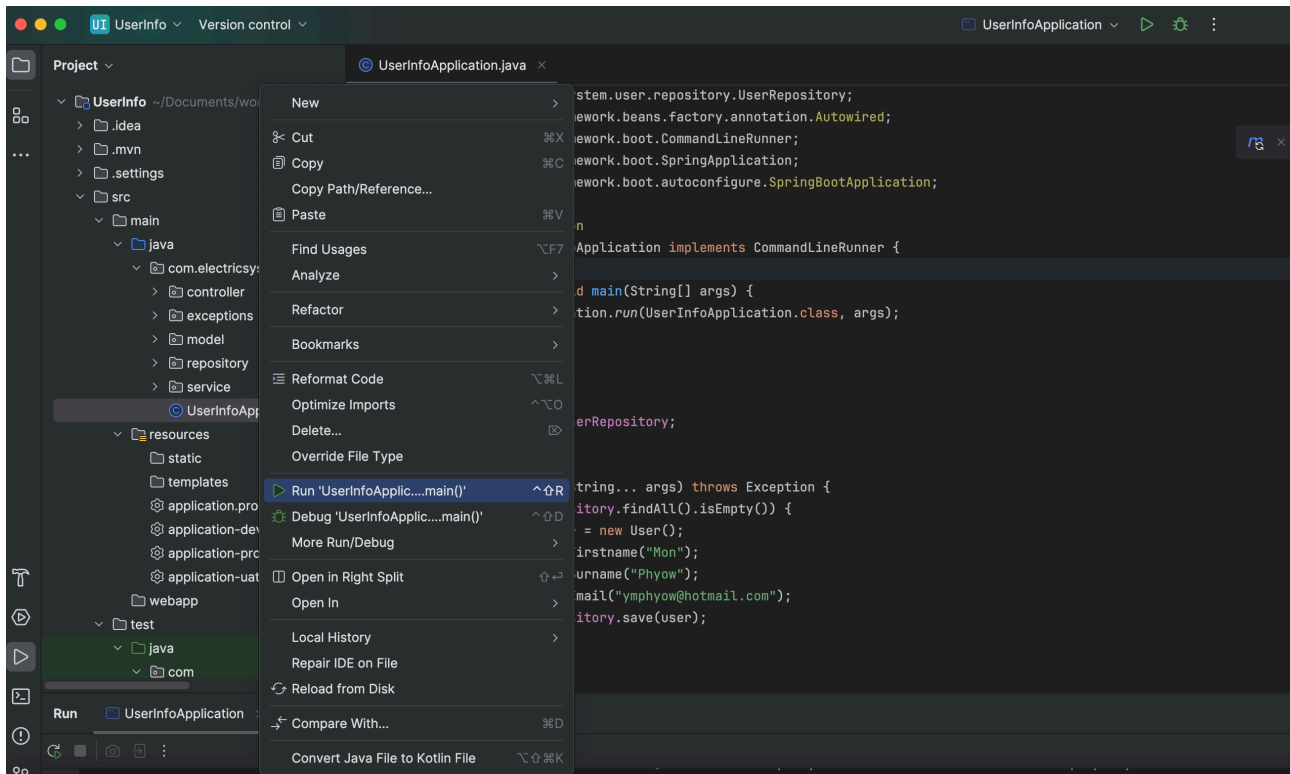 UI UserInfo Version control
UserInfoApplication
Project
UserInfoApplication.java
UserInfo ~/Documents/wo
.idea
.mvn
.settings
src
main
java
com.electricsy
controller
exceptions
model
repository
service
UserInfoApp
resources
static
templates
application.pro
application-de
application-pro
application-uat
webapp
test
java
com
New
Cut ⌘X
Copy ⌘C
Copy Path/Reference...
Paste ⌘V
Find Usages ⌥F7
Analyze
Refactor
Bookmarks
Reformat Code ⌥⌘L
Optimize Imports ^⌥O
Delete... ⌦
Override File Type
Run 'UserInfoApplic....main()' ^⇧R
Debug 'UserInfoApplic....main()' ^⇧D
More Run/Debug
Open in Right Split ⇧⏎
Open In
Local History
Repair IDE on File
Reload from Disk
Compare With... ⌘D
Convert Java File to Kotlin File ⌥⇧⌘K
stem.user.repository.UserRepository;
ework.beans.factory.annotation.Autowired;
ework.boot.CommandLineRunner;
ework.boot.SpringApplication;
ework.boot.autoconfigure.SpringBootApplication;
n
Application implements CommandLineRunner {
d main(String[] args) {
tion.run(UserInfoApplication.class, args);
erRepository;
tring... args) throws Exception {
itory.findAll().isEmpty()) {
= new User();
irstname("Mon");
urname("Phyow");
mail("ymphyow@hotmail.com");
itory.save(user);
Run UserInfoApplication